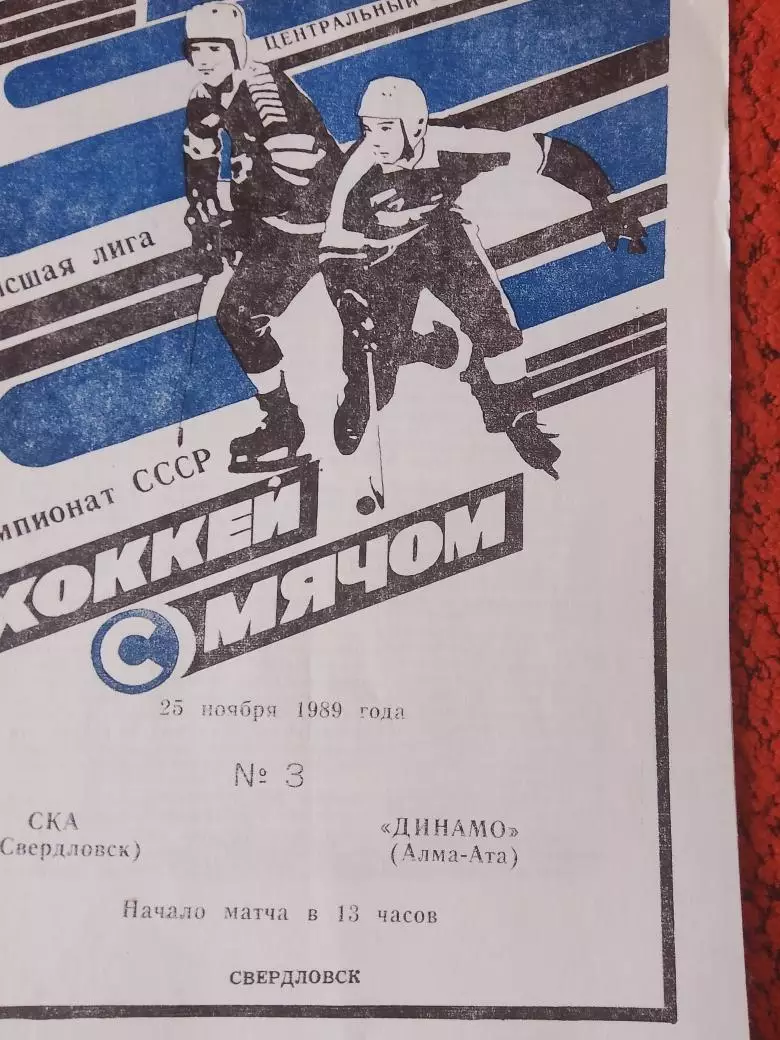 ЦЕНТРАЛЬНЫЙ
сшая лига
мпионат СССР
ХОККЕЙ
С МЯЧОМ
25 ноября 1989 года
№ 3
СКА
(Свердловск)
«ДИНАМО»
(Алма-Ата)
Начало матча в 13 часов
СВЕРДЛОВСК